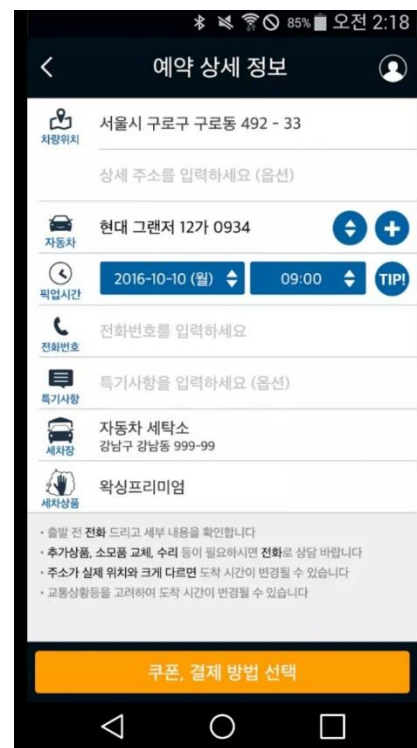 85% 오전 2:18
예약 상세 정보
차량위치
서울시 구로구 구로동 492 - 33
상세 주소를 입력하세요 (옵션)
자동차
현대 그랜저 12가 0934
픽업시간
2016-10-10 (월) 09:00 TIP!
전화번호
전화번호를 입력하세요
특기사항
특기사항을 입력하세요 (옵션)
세차장
자동차 세탁소
강남구 강남동 999-99
세차상품
왁싱프리미엄
• 출발 전 전화 드리고 세부 내용을 확인합니다
• 추가상품, 소모품 교체, 수리 등이 필요하시면 전화로 상담 바랍니다
• 주소가 실제 위치와 크게 다르면 도착 시간이 변경될 수 있습니다
• 교통상황등을 고려하여 도착 시간이 변경될 수 있습니다
쿠폰, 결제 방법 선택